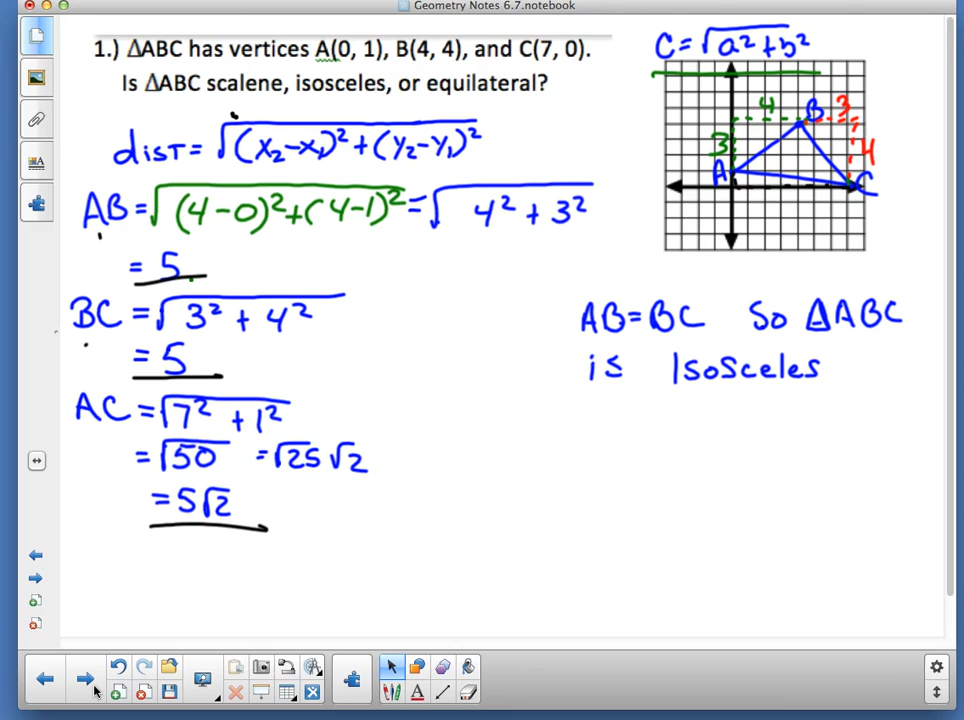 Geometry Notes 6.7.notebook
1.) ΔABC has vertices A(0, 1), B(4, 4), and C(7, 0).
Is ΔABC scalene, isosceles, or equilateral?
C = √(a² + b²)
4
B
3
3
4
A
C
dist = √((x₂-x₁)² + (y₂-y₁)²)
AB = √((4-0)² + (4-1)²) = √(4² + 3²)
= 5
BC = √(3² + 4²)
= 5
AC = √(7² + 1²)
= √50 = √25 √2
= 5√2
AB = BC So ΔABC
is Isosceles
A